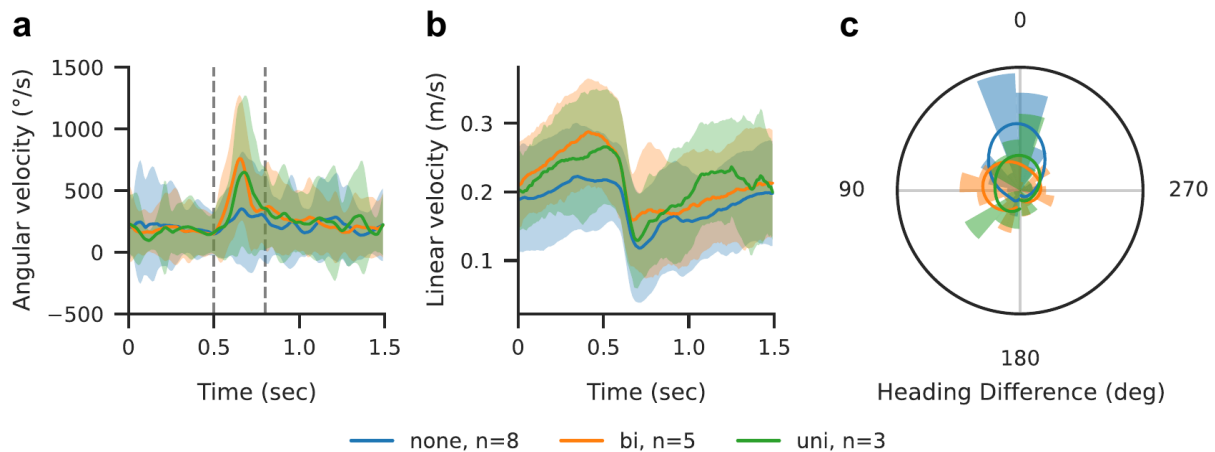 a
b
c
Angular velocity (°/s)
1500
1000
500
0
−500
0
0.5
1.0
1.5
Time (sec)
Linear velocity (m/s)
0.3
0.2
0.1
0
0.5
1.0
1.5
Time (sec)
0
90
270
180
Heading Difference (deg)
none, n=8
bi, n=5
uni, n=3